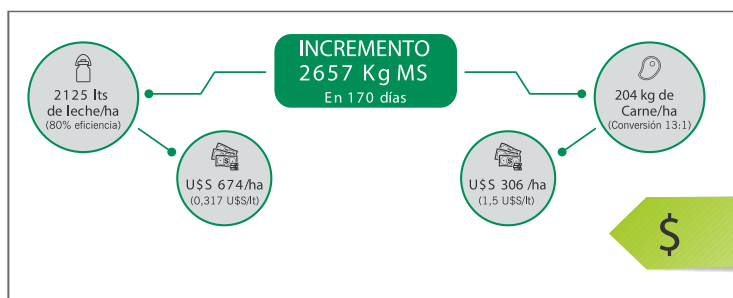 INCREMENTO
2657 Kg MS
En 170 días
2125 lts
de leche/ha
(80% eficiencia)
204 kg de
Carne/ha
(Conversión 13:1)
U$S 674/ha
(0,317 U$S/lt)
U$S 306 /ha
(1,5 U$S/lt)
$